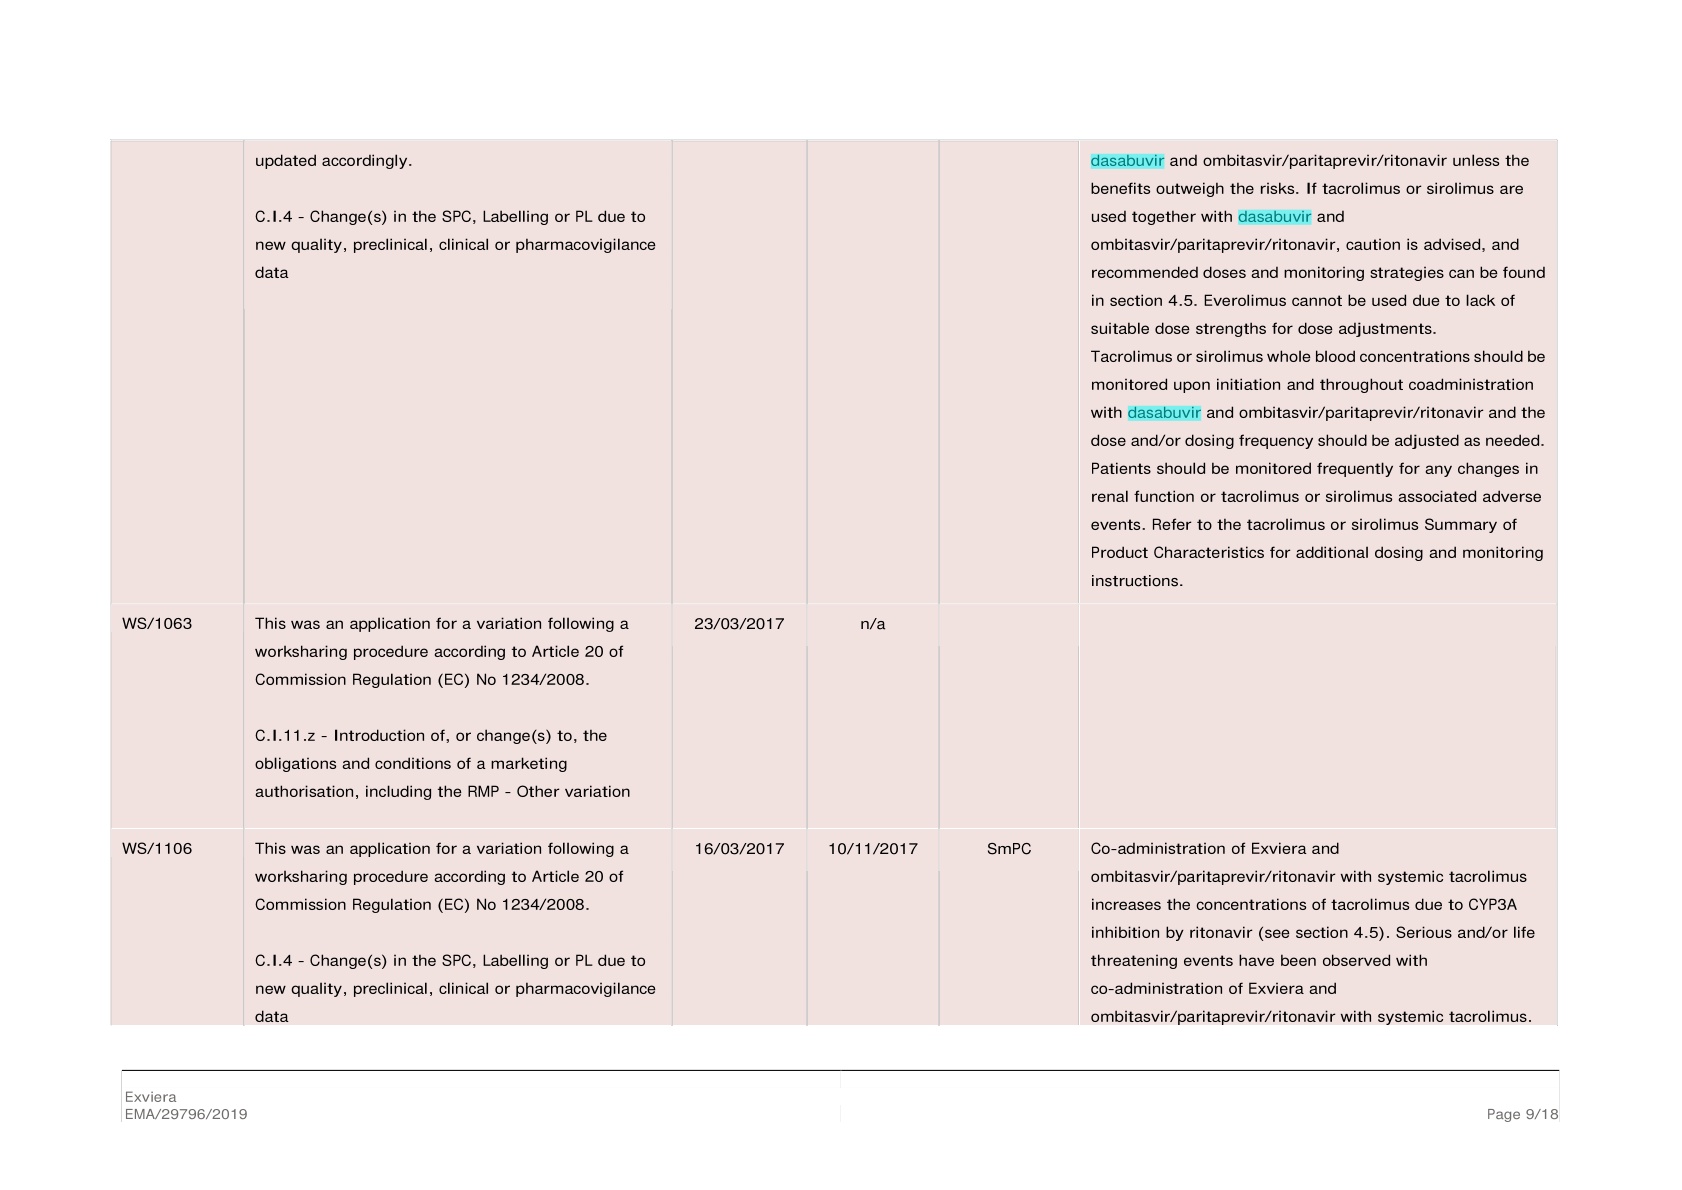 updated accordingly.
C.I.4 - Change(s) in the SPC, Labelling or PL due to
new quality, preclinical, clinical or pharmacovigilance
data
dasabuvir and ombitasvir/paritaprevir/ritonavir unless the
benefits outweigh the risks. If tacrolimus or sirolimus are
used together with dasabuvir and
ombitasvir/paritaprevir/ritonavir, caution is advised, and
recommended doses and monitoring strategies can be found
in section 4.5. Everolimus cannot be used due to lack of
suitable dose strengths for dose adjustments.
Tacrolimus or sirolimus whole blood concentrations should be
monitored upon initiation and throughout coadministration
with dasabuvir and ombitasvir/paritaprevir/ritonavir and the
dose and/or dosing frequency should be adjusted as needed.
Patients should be monitored frequently for any changes in
renal function or tacrolimus or sirolimus associated adverse
events. Refer to the tacrolimus or sirolimus Summary of
Product Characteristics for additional dosing and monitoring
instructions.
WS/1063
This was an application for a variation following a
worksharing procedure according to Article 20 of
Commission Regulation (EC) No 1234/2008.
C.I.11.z - Introduction of, or change(s) to, the
obligations and conditions of a marketing
authorisation, including the RMP - Other variation
23/03/2017
n/a
WS/1106
This was an application for a variation following a
worksharing procedure according to Article 20 of
Commission Regulation (EC) No 1234/2008.
C.I.4 - Change(s) in the SPC, Labelling or PL due to
new quality, preclinical, clinical or pharmacovigilance
data
16/03/2017
10/11/2017
SmPC
Co-administration of Exviera and
ombitasvir/paritaprevir/ritonavir with systemic tacrolimus
increases the concentrations of tacrolimus due to CYP3A
inhibition by ritonavir (see section 4.5). Serious and/or life
threatening events have been observed with
co-administration of Exviera and
ombitasvir/paritaprevir/ritonavir with systemic tacrolimus.
Exviera
EMA/29796/2019
Page 9/18